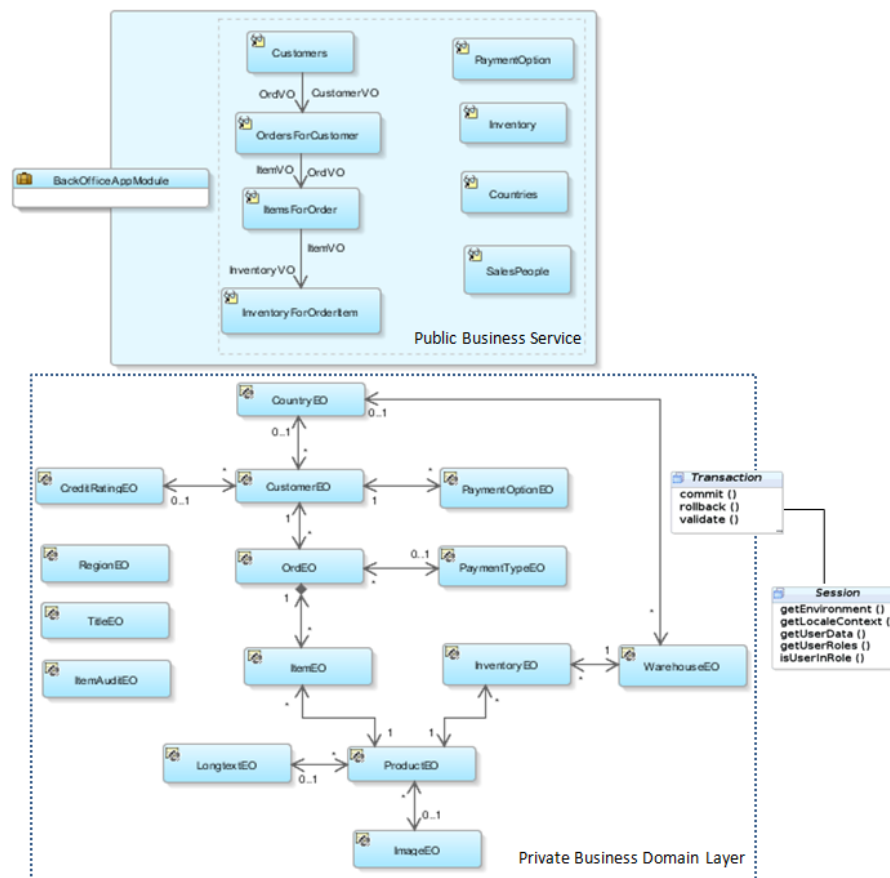 Customers
PaymentOption
OrdVO
CustomerVO
OrdersForCustomer
Inventory
ItemVO
OrdVO
BackOfficeAppModule
ItemsForOrder
Countries
ItemVO
InventoryVO
SalesPeople
InventoryForOrderItem
Public Business Service
CountryEO
0..1
0..1
*
CreditRatingEO
*
0..1
CustomerEO
*
1
PaymentOptionEO
Transaction
commit ()
rollback ()
validate ()
1
*
RegionEO
OrdEO
0..1
*
PaymentTypeEO
1
*
Session
getEnvironment ()
getLocaleContext (
getUserData ()
getUserRoles ()
isUserInRole ()
TitleEO
*
ItemAuditEO
ItemEO
InventoryEO
1
*
WarehouseEO
*
*
1
1
LongtextEO
*
0..1
ProductEO
*
0..1
ImageEO
Private Business Domain Layer